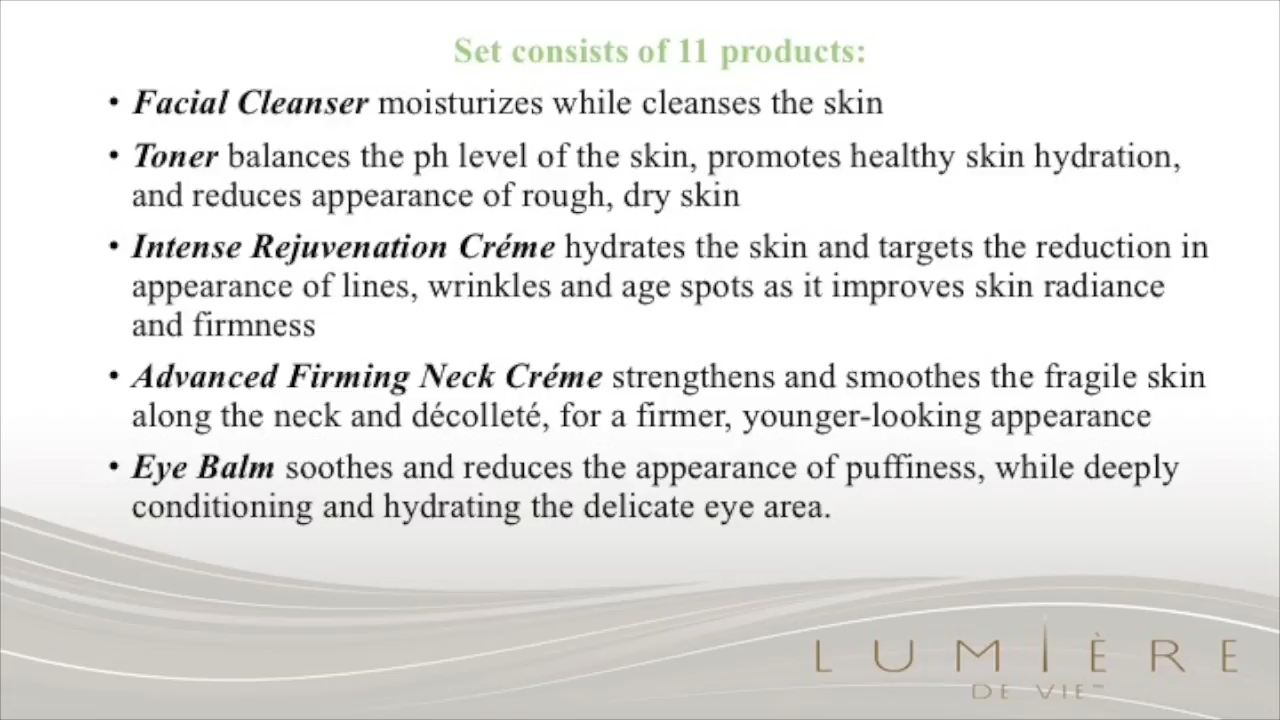 Set consists of 11 products:
• Facial Cleanser moisturizes while cleanses the skin
• Toner balances the ph level of the skin, promotes healthy skin hydration,
and reduces appearance of rough, dry skin
• Intense Rejuvenation Créme hydrates the skin and targets the reduction in
appearance of lines, wrinkles and age spots as it improves skin radiance
and firmness
• Advanced Firming Neck Créme strengthens and smoothes the fragile skin
along the neck and décolleté, for a firmer, younger-looking appearance
• Eye Balm soothes and reduces the appearance of puffiness, while deeply
conditioning and hydrating the delicate eye area.
LUMIÈRE
DE VIE™